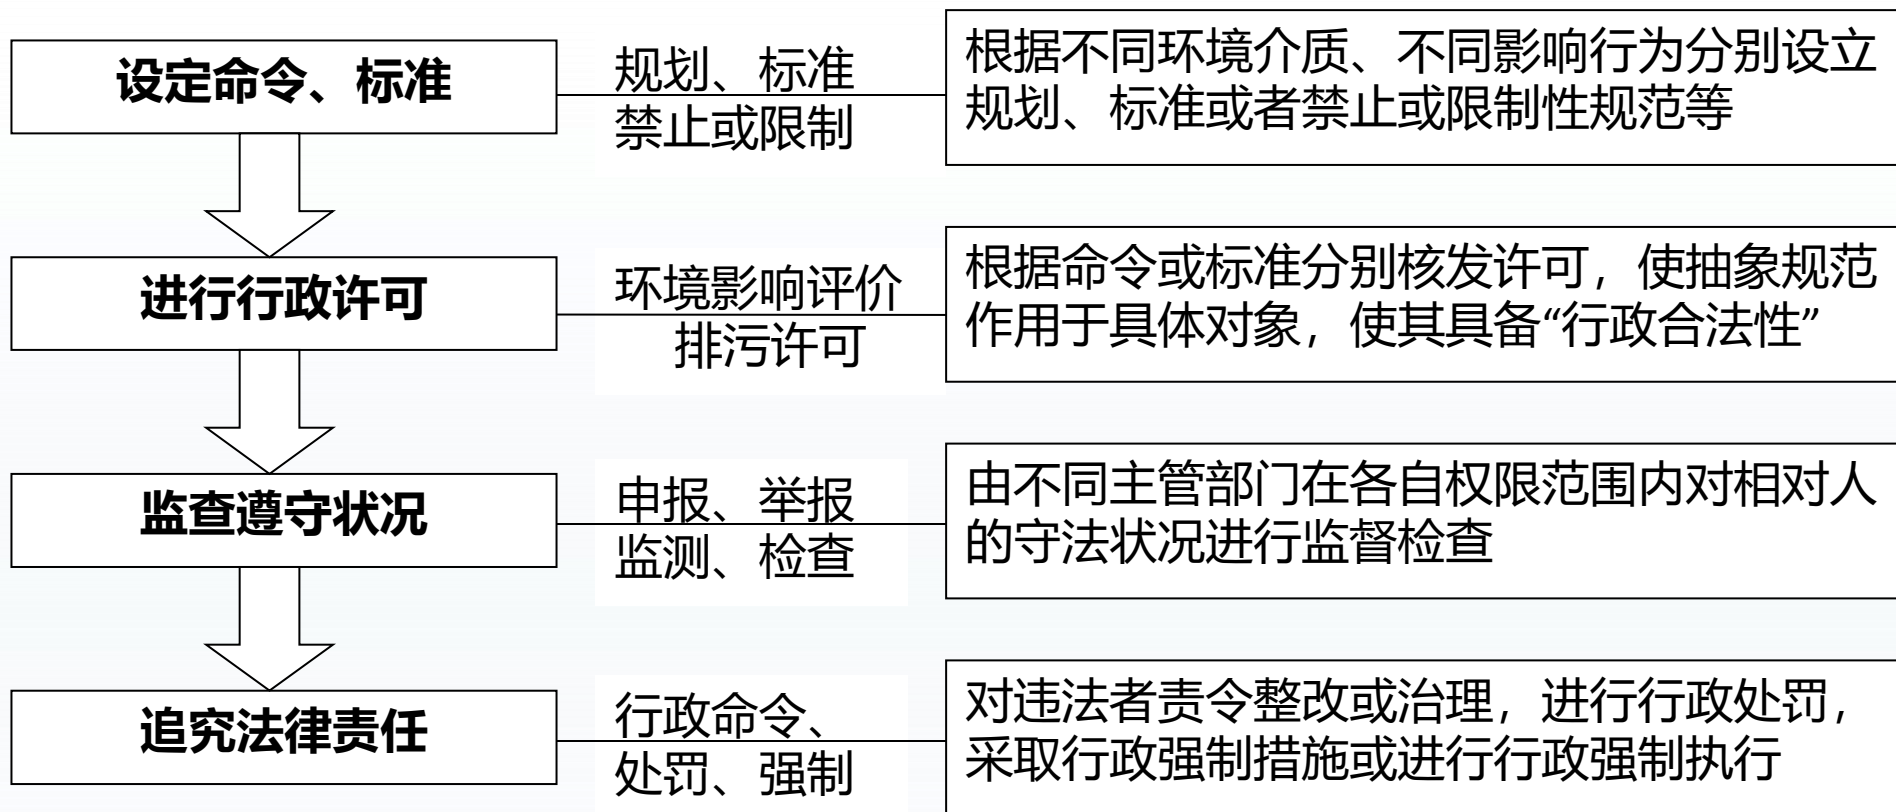 设定命令、标准
规划、标准
禁止或限制
根据不同环境介质、不同影响行为分别设立
规划、标准或者禁止或限制性规范等
进行行政许可
环境影响评价
排污许可
根据命令或标准分别核发许可，使抽象规范
作用于具体对象，使其具备“行政合法性”
监查遵守状况
申报、举报
监测、检查
由不同主管部门在各自权限范围内对相对人
的守法状况进行监督检查
追究法律责任
行政命令、
处罚、强制
对违法者责令整改或治理，进行行政处罚，
采取行政强制措施或进行行政强制执行